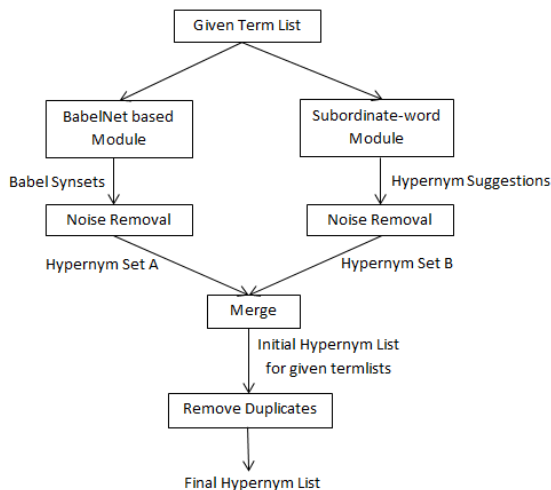 Given Term List
BabelNet based
Module
Subordinate-word
Module
Babel Synsets
Hypernym Suggestions
Noise Removal
Noise Removal
Hypernym Set A
Hypernym Set B
Merge
Initial Hypernym List
for given termlists
Remove Duplicates
Final Hypernym List